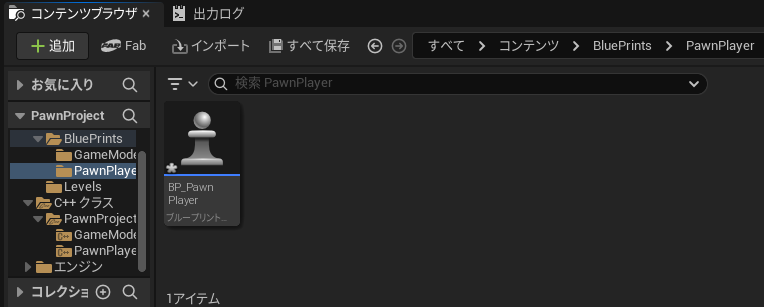 コンテンツブラウザ
出力ログ
追加
Fab
インポート
すべて保存
すべて
コンテンツ
BluePrints
PawnPlayer
お気に入り
検索 PawnPlayer
PawnProject
BluePrints
GameMode
PawnPlaye
Levels
C++ クラス
PawnProject
GameMode
PawnPlaye
エンジン
コレクショ
BP_Pawn
Player
ブループリント...
1アイテム